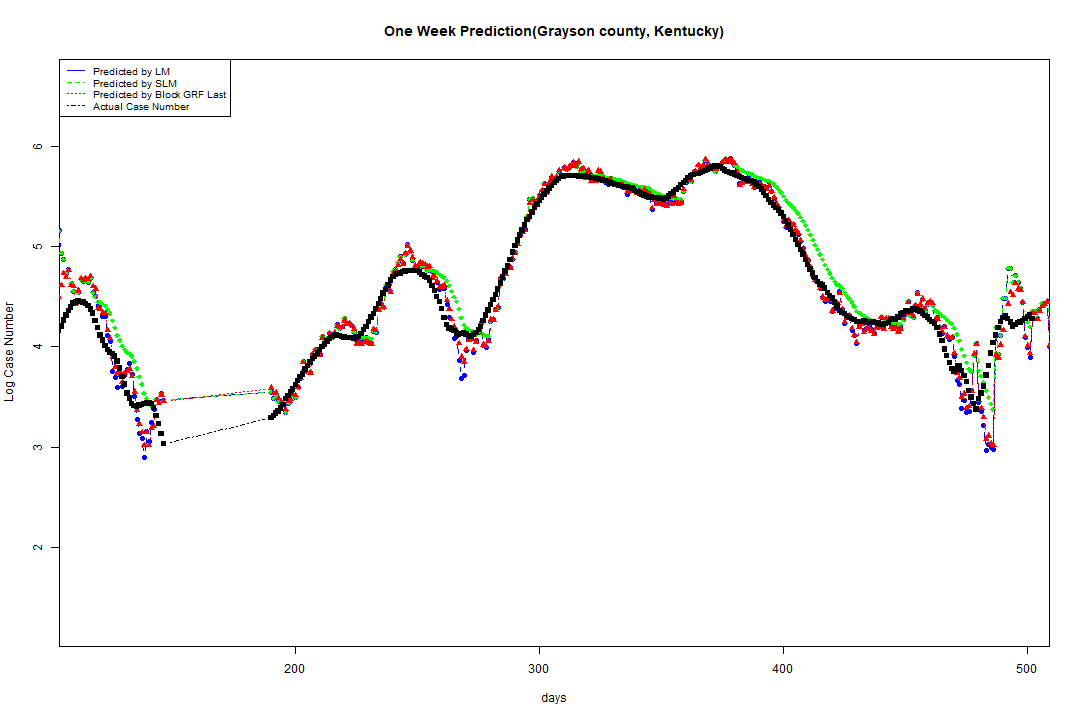 One Week Prediction(Grayson county, Kentucky)
Predicted by LM
Predicted by SLM
Predicted by Block GRF Last
Actual Case Number
6
5
4
3
2
Log Case Number
200 300 400 500
days